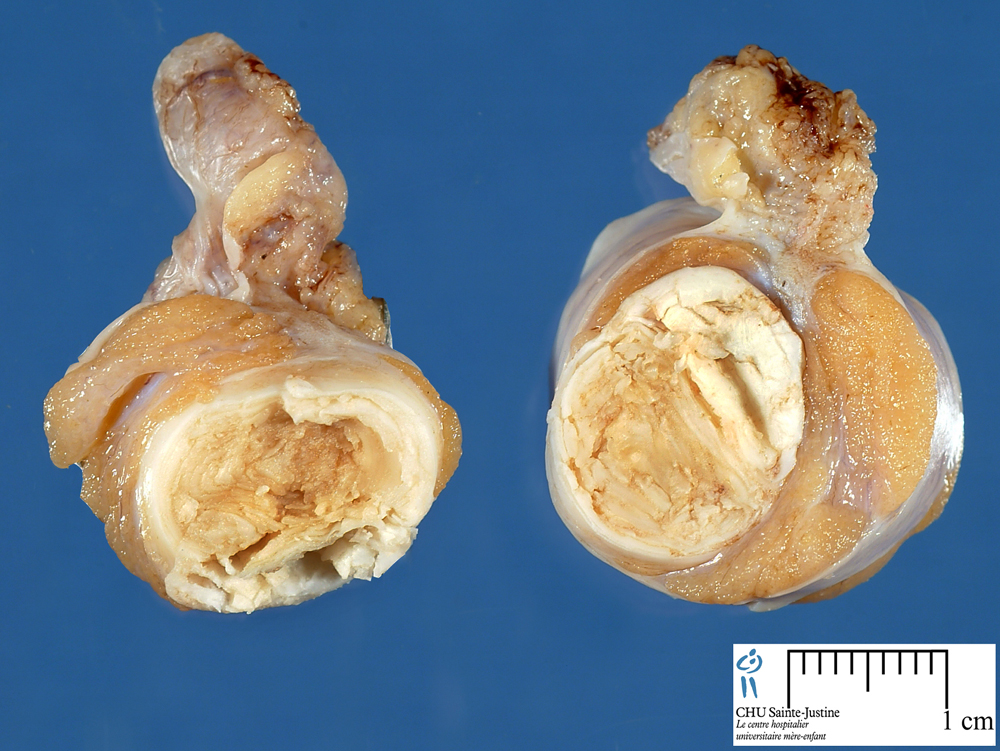 CHU Sainte-Justine
Le centre hospitalier
universitaire mère-enfant
1 cm